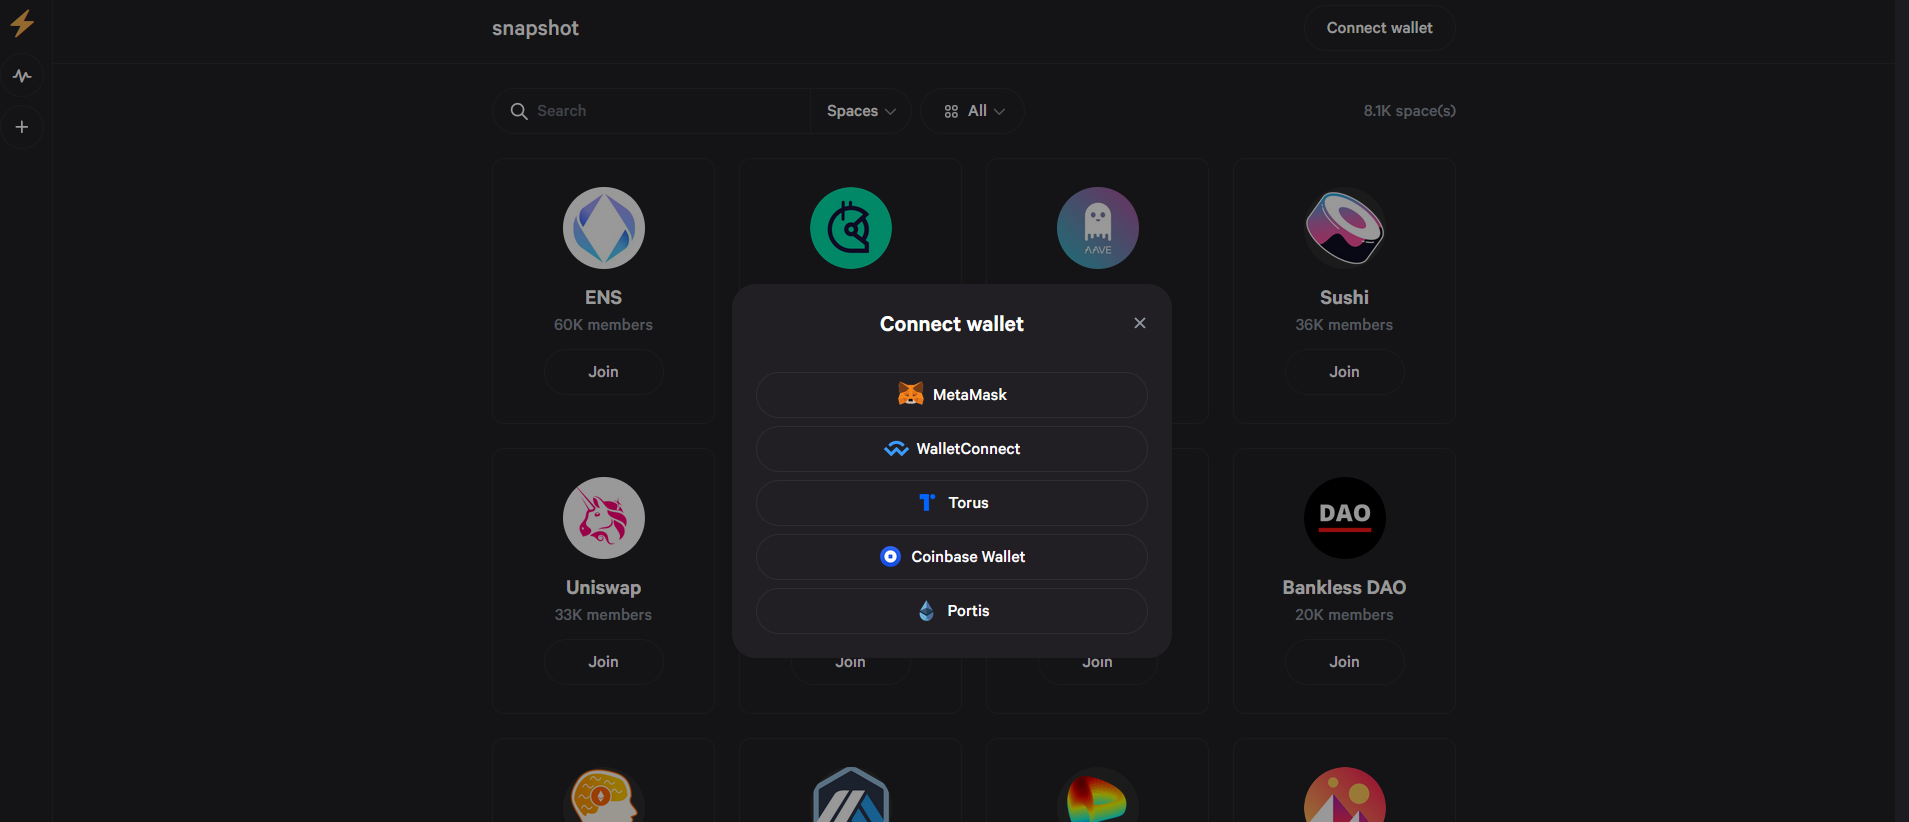 snapshot
Connect wallet
Search
Spaces
All
8.1K space(s)
AAVE
DAO
ENS
60K members
Join
Sushi
36K members
Join
Connect wallet
MetaMask
WalletConnect
Torus
Coinbase Wallet
Portis
Uniswap
33K members
Join
Join
Join
Bankless DAO
20K members
Join